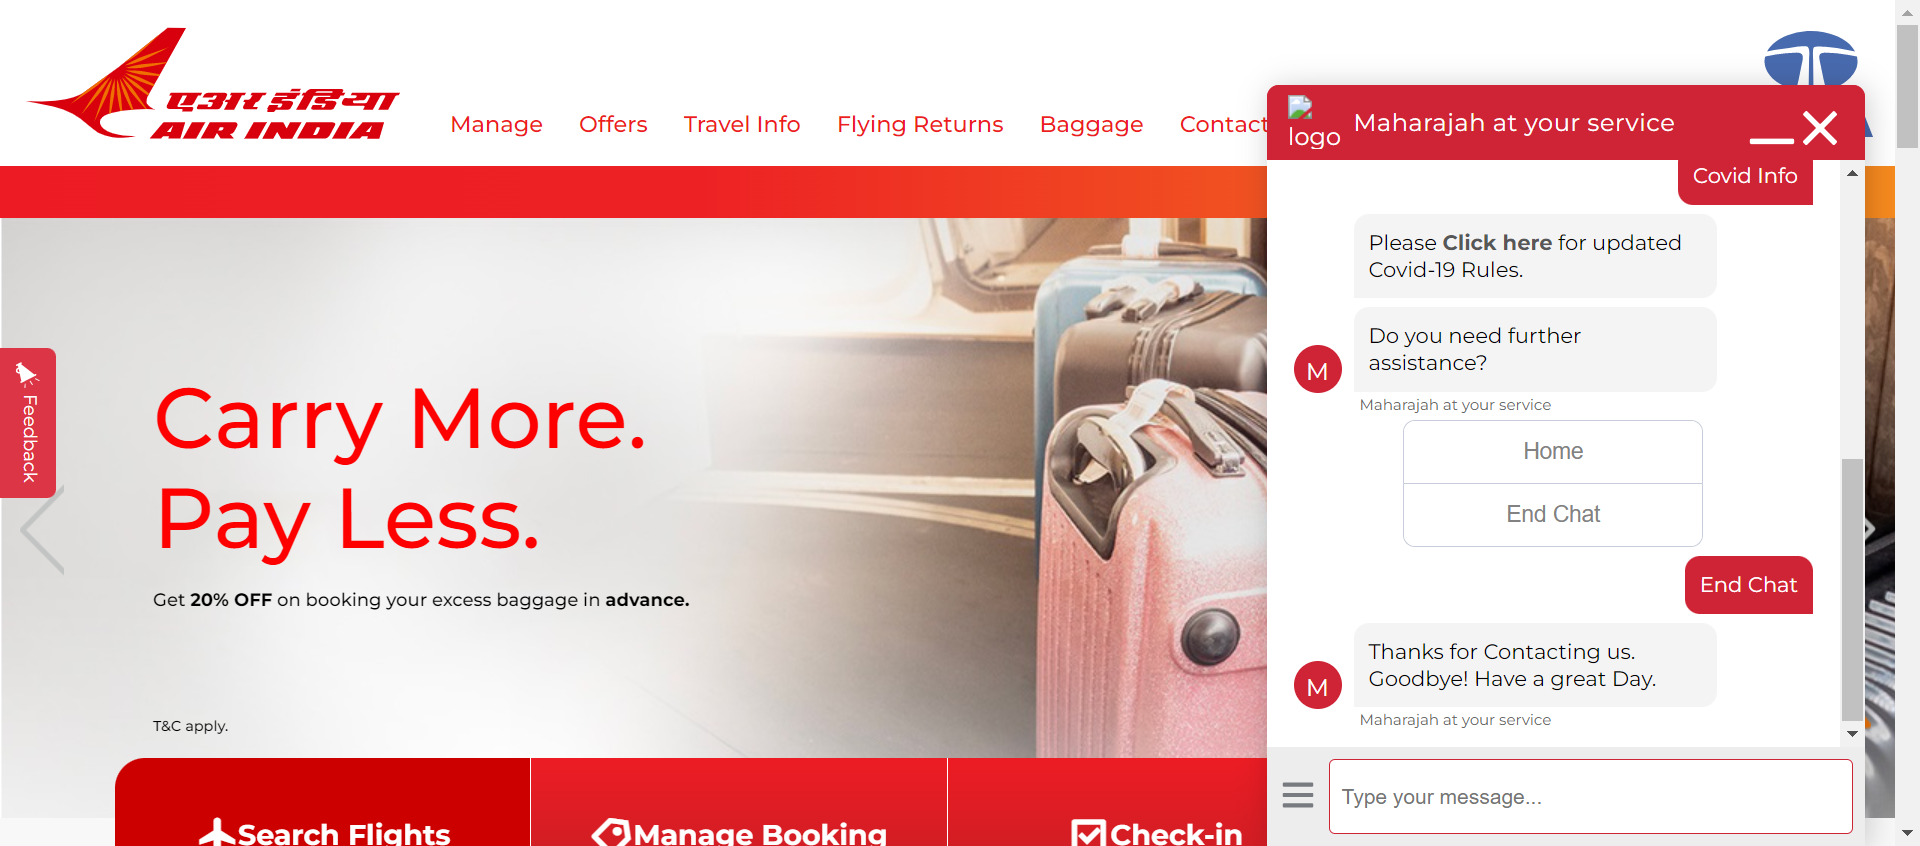 एअर इंडिया
AIR INDIA
Manage
Offers
Travel Info
Flying Returns
Baggage
Contact
logo
Maharajah at your service
Covid Info
Please Click here for updated
Covid-19 Rules.
Do you need further
assistance?
M
Maharajah at your service
Home
End Chat
End Chat
Thanks for Contacting us.
Goodbye! Have a great Day.
M
Maharajah at your service
Type your message...
Feedback
Carry More.
Pay Less.
Get 20% OFF on booking your excess baggage in advance.
T&C apply.
Search Flights
Manage Booking
Check-in